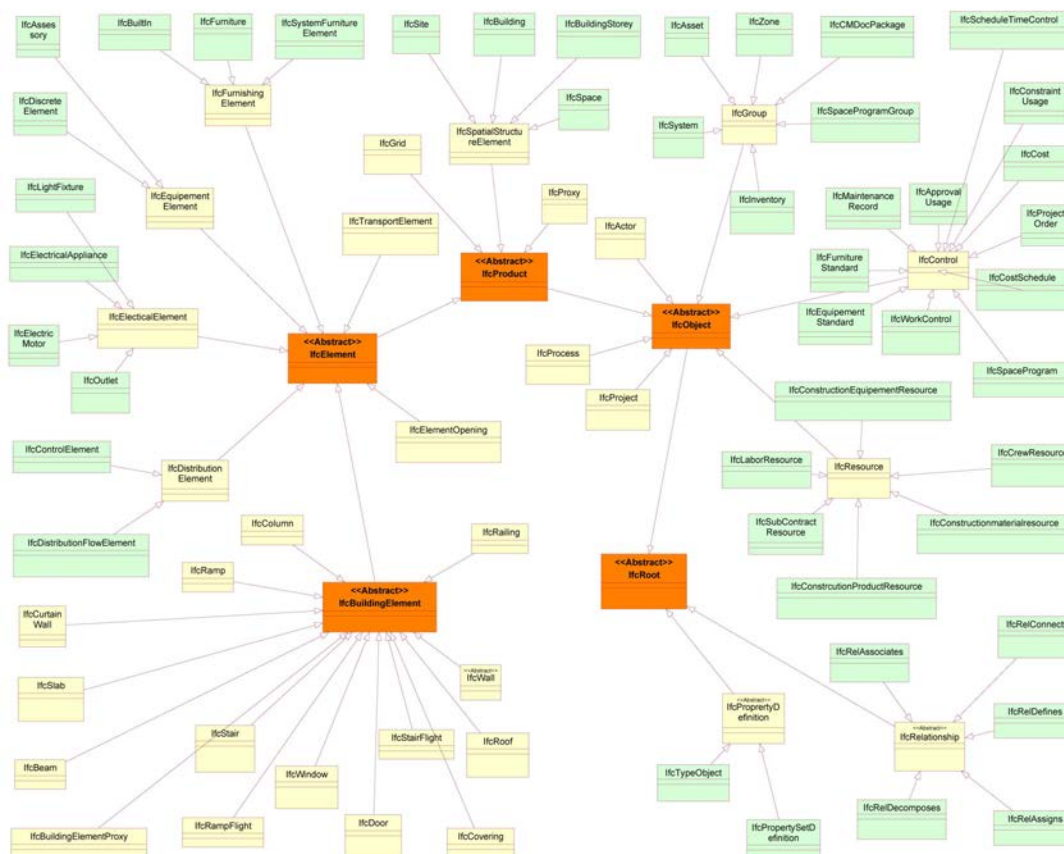 IfcAsses
sory
IfcBuiltIn
IfcFurniture
IfcSystemFurniture
Element
IfcSite
IfcBuilding
IfcBuildingStorey
IfcAsset
IfcZone
IfcCMDocPackage
IfcScheduleTimeControl
IfcDiscrete
Element
IfcFurnishing
Element
IfcSpace
IfcSpatialStructu
reElement
IfcGrid
IfcSystem
IfcGroup
IfcSpaceProgramGroup
IfcConstraint
Usage
IfcCost
IfcLightFixture
IfcEquipement
Element
IfcTransportElement
IfcProxy
IfcActor
IfcInventory
IfcMaintenance
Record
IfcApproval
Usage
IfcProject
Order
IfcElectricalAppliance
<<Abstract>>
IfcProduct
IfcFurniture
Standard
IfcControl
IfcCostSchedule
IfcElecticalElement
<<Abstract>>
IfcObject
IfcEquipement
Standard
IfcWorkControl
IfcElectric
Motor
<<Abstract>>
IfcElement
IfcProcess
IfcSpaceProgram
IfcOutlet
IfcProject
IfcConstructionEquipementResource
IfcElementOpening
IfcControlElement
IfcDistribution
Element
IfcLaborResource
IfcResource
IfcCrewResource
IfcColumn
IfcRailing
IfcSubContract
Resource
IfcConstructionmaterialresource
IfcDistributionFlowElement
IfcRamp
<<Abstract>>
IfcRoot
IfcConstrcutionProductResource
<<Abstract>>
IfcBuildingElement
IfcCurtain
Wall
IfcRelConnect
IfcRelAssociates
<<Abstract>>
IfcWall
IfcSlab
<<Abstract>>
IfcProprertyD
efinition
IfcRelDefines
<<Abstract>>
IfcRelationship
IfcStair
IfcStairFlight
IfcRoof
IfcBeam
IfcWindow
IfcTypeObject
IfcRelDecomposes
IfcRelAssigns
IfcBuildingElementProxy
IfcRampFlight
IfcDoor
IfcCovering
IfcPropertySetD
efinition